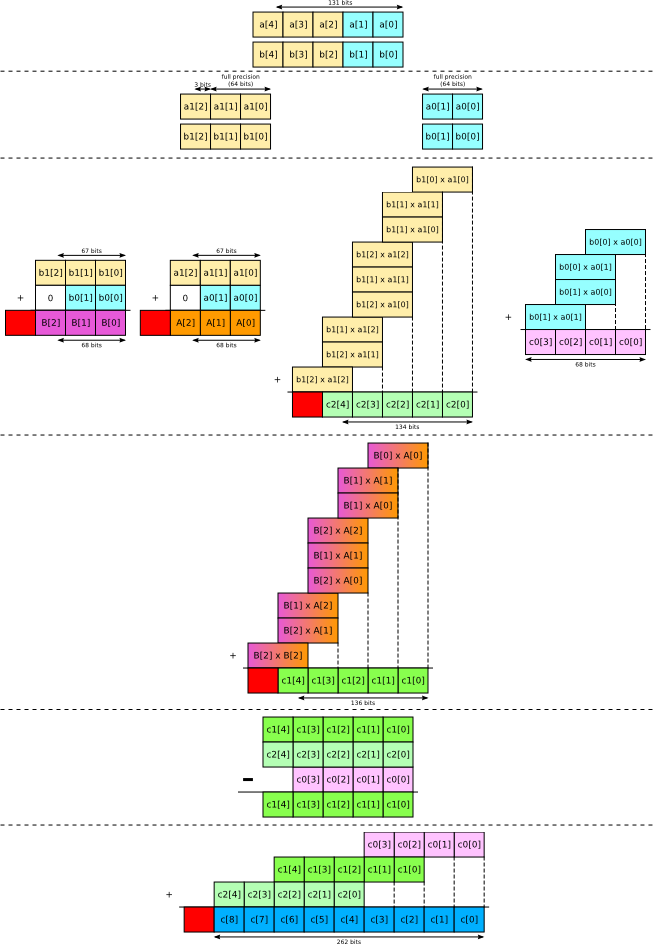 131 bits
a[4] a[3] a[2] a[1] a[0]
b[4] b[3] b[2] b[1] b[0]
full precision
3 bits (64 bits)
a1[2] a1[1] a1[0]
b1[2] b1[1] b1[0]
full precision
(64 bits)
a0[1] a0[0]
b0[1] b0[0]
67 bits
b1[2] b1[1] b1[0]
+ 0 b0[1] b0[0]
B[2] B[1] B[0]
68 bits
67 bits
a1[2] a1[1] a1[0]
+ 0 a0[1] a0[0]
A[2] A[1] A[0]
68 bits
b1[0] x a1[0]
b1[1] x a1[1]
b1[1] x a1[0]
b1[2] x a1[2]
b1[1] x a1[1]
b1[2] x a1[0]
b1[1] x a1[2]
b1[2] x a1[1]
+ b1[2] x a1[2]
c2[4] c2[3] c2[2] c2[1] c2[0]
134 bits
b0[0] x a0[0]
b0[0] x a0[1]
b0[1] x a0[0]
+ b0[1] x a0[1]
c0[3] c0[2] c0[1] c0[0]
68 bits
B[0] x A[0]
B[1] x A[1]
B[1] x A[0]
B[2] x A[2]
B[1] x A[1]
B[2] x A[0]
B[1] x A[2]
B[2] x A[1]
+ B[2] x B[2]
c1[4] c1[3] c1[2] c1[1] c1[0]
136 bits
c1[4] c1[3] c1[2] c1[1] c1[0]
c2[4] c2[3] c2[2] c2[1] c2[0]
- c0[3] c0[2] c0[1] c0[0]
c1[4] c1[3] c1[2] c1[1] c1[0]
c0[3] c0[2] c0[1] c0[0]
c1[4] c1[3] c1[2] c1[1] c1[0]
+ c2[4] c2[3] c2[2] c2[1] c2[0]
c[8] c[7] c[6] c[5] c[4] c[3] c[2] c[1] c[0]
262 bits